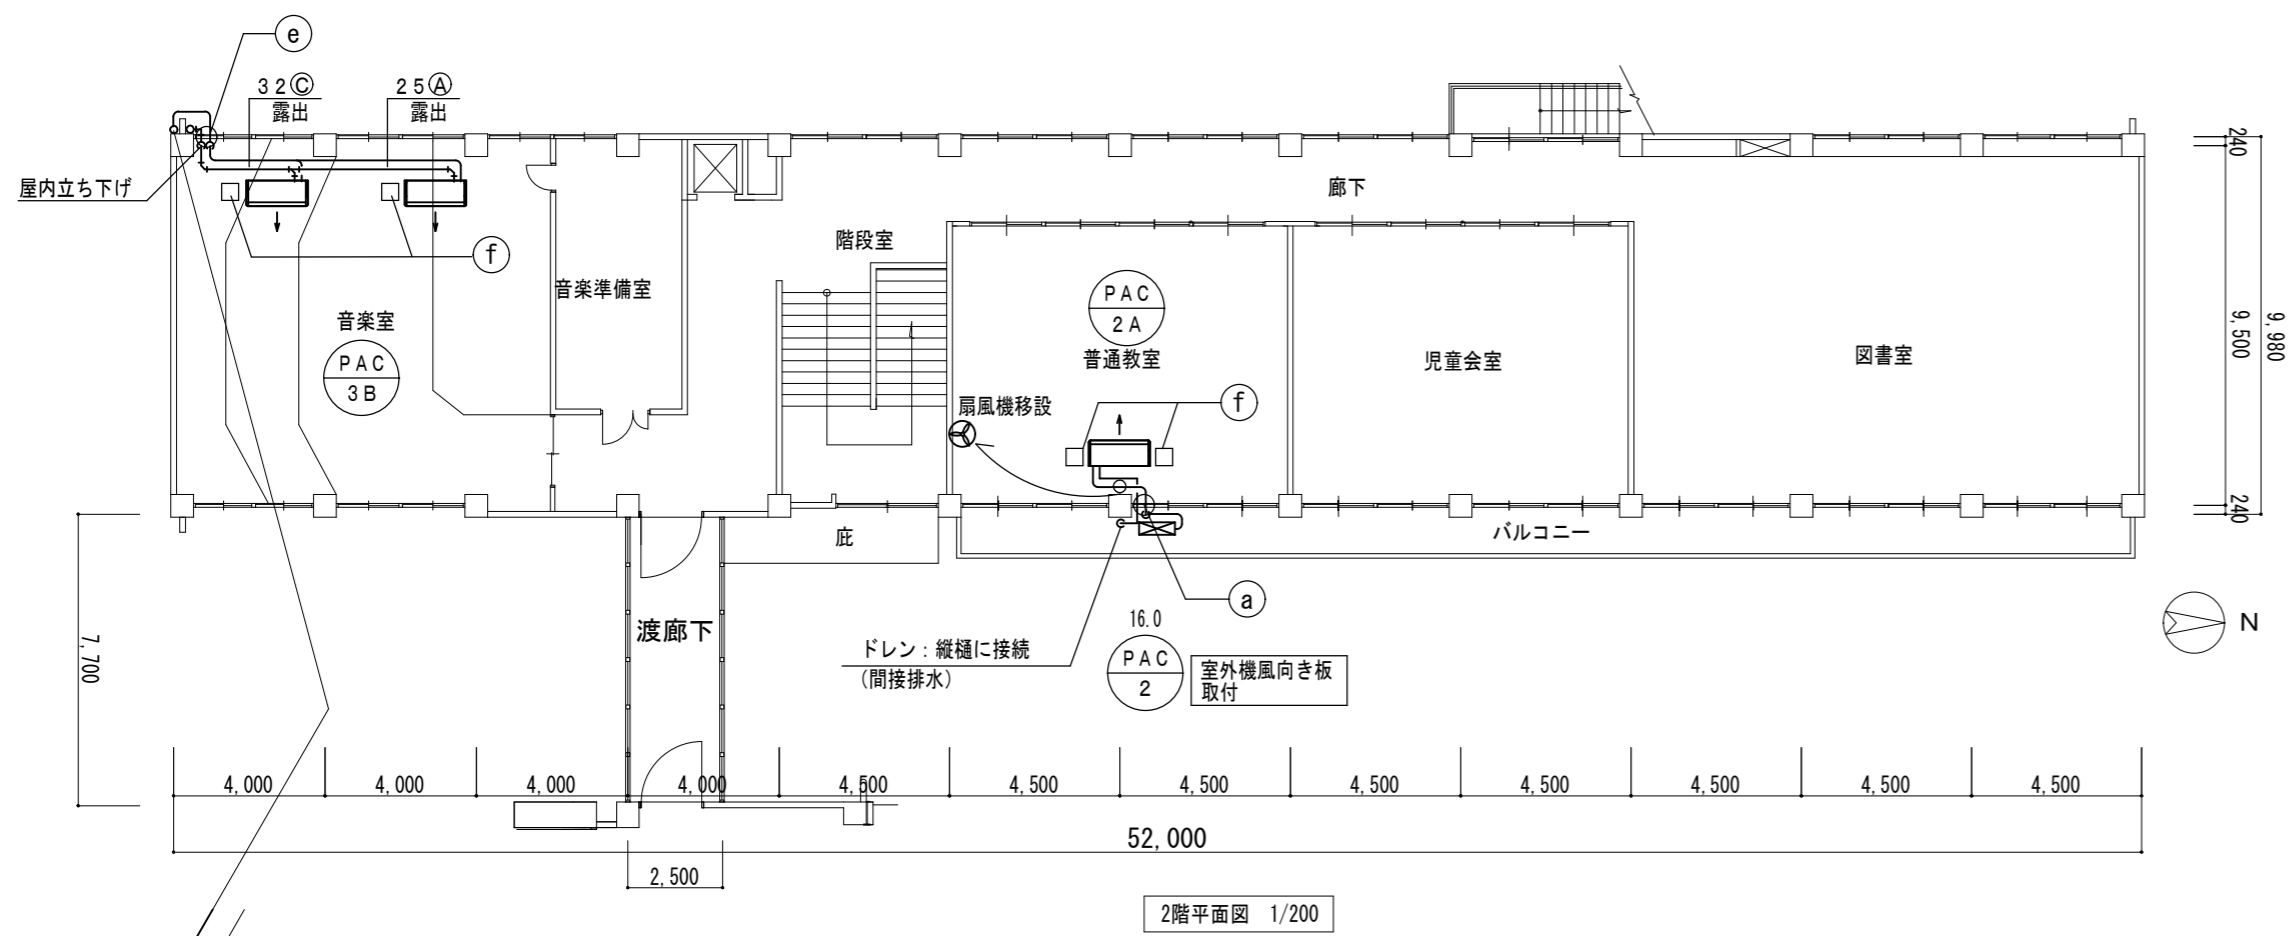 e
32Ⓒ
露出
25Ⓐ
露出
屋内立ち下げ
f
廊下
階段室
音楽準備室
音楽室
PAC
3B
PAC
2A
普通教室
児童会室
図書室
扇風機移設
f
240
9,500
9,980
240
庇
バルコニー
a
7,700
渡廊下
ドレン：縦樋に接続
(間接排水)
16.0
PAC
2
室外機風向き板
取付
N
4,000 4,000 4,000 4,000 4,500 4,500 4,500 4,500 4,500 4,500 4,500 4,500
52,000
2,500
2階平面図 1/200